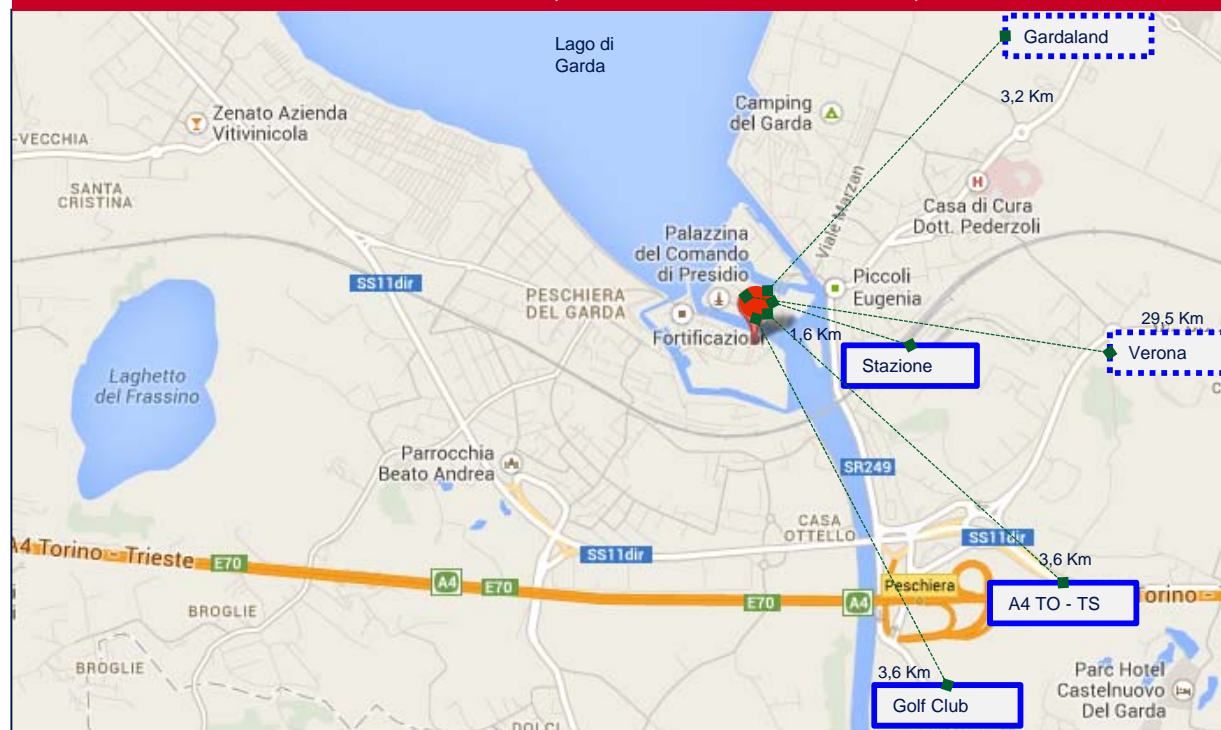 Lago di
Garda
Gardaland
3,2 Km
Camping
del Garda
Zenato Azienda
Vitivinicola
-VECCHIA
SANTA
CRISTINA
Viale Marzan
Casa di Cura
Dott. Pederzoli
H
Palazzina
del Comando
di Presidio
SS11dir
PESCHIERA
DEL GARDA
Piccoli
Eugenia
Fortificazioni
1,6 Km
29,5 Km
Stazione
Verona
Laghetto
del Frassino
Parrocchia
Beato Andrea
SR249
CASA
OTTELLO
SS11dir
SS11dir
A4 Torino - Trieste
E70
A4
E70
E70
A4
Peschiera
3,6 Km
A4 TO - TS
orino -
BROGLIE
BROGLIE
3,6 Km
Golf Club
Parc Hotel
Castelnuovo
Del Garda